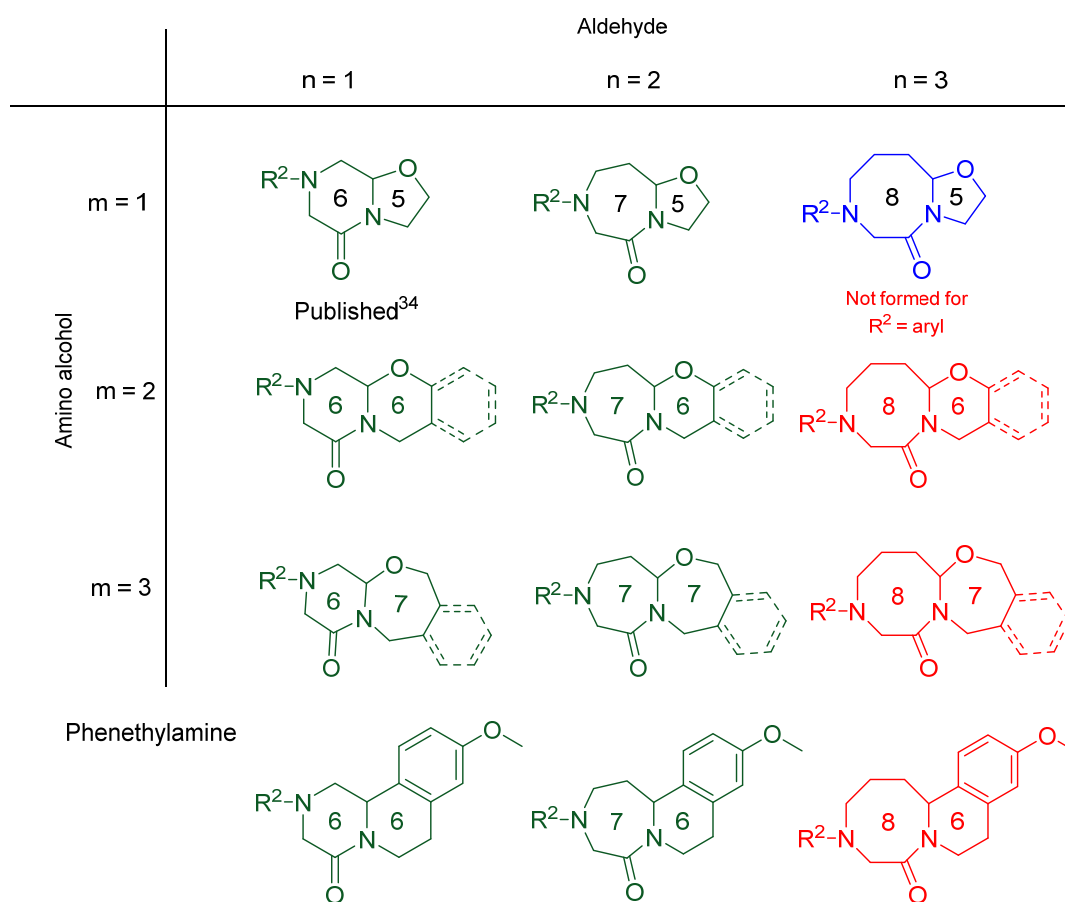 Aldehyde
n = 1 n = 2 n = 3
Amino alcohol
m = 1
R²-N 6 N O 5 O
R²-N 7 N O 5 O
R²-N 8 N O 5 O
Published³⁴
Not formed for
R² = aryl
m = 2
R²-N 6 N O 6 O
R²-N 7 N O 6 O
R²-N 8 N O 6 O
m = 3
R²-N 6 N O 7 O
R²-N 7 N O 7 O
R²-N 8 N O 7 O
Phenethylamine
R²-N 6 N 6 O O
R²-N 7 N 6 O O
R²-N 8 N 6 O O